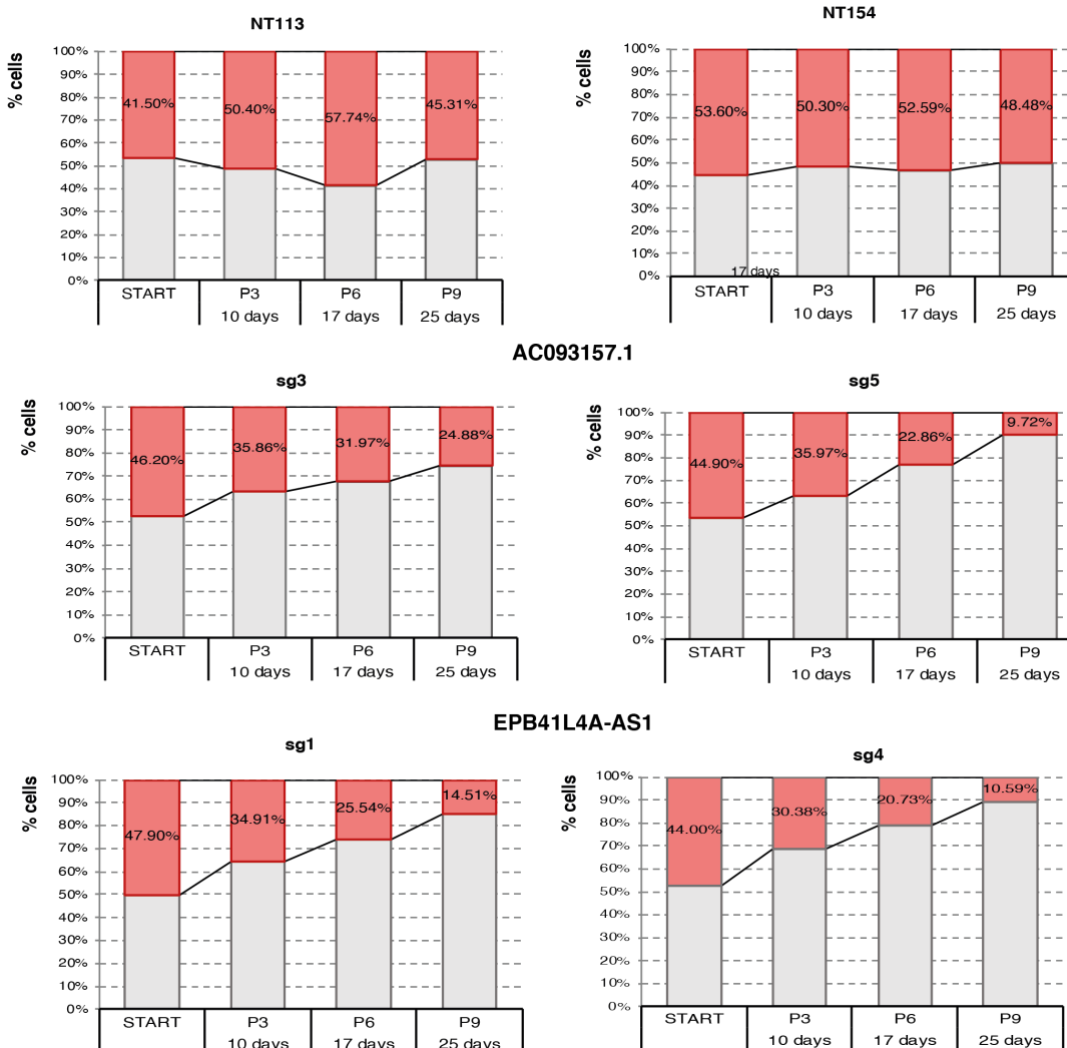 NT113
% cells
100%
90%
80%
70%
60%
50%
40%
30%
20%
10%
0%
41.50% 50.40% 57.74% 45.31%
START P3 P6 P9
10 days 17 days 25 days
NT154
% cells
100%
90%
80%
70%
60%
50%
40%
30%
20%
10%
0%
53.60% 50.30% 52.59% 48.48%
17 days
START P3 P6 P9
10 days 17 days 25 days
AC093157.1
sg3
% cells
100%
90%
80%
70%
60%
50%
40%
30%
20%
10%
0%
46.20% 35.86% 31.97% 24.88%
START P3 P6 P9
10 days 17 days 25 days
sg5
% cells
100%
90%
80%
70%
60%
50%
40%
30%
20%
10%
0%
44.90% 35.97% 22.86% 9.72%
START P3 P6 P9
10 days 17 days 25 days
EPB41L4A-AS1
sg1
% cells
100%
90%
80%
70%
60%
50%
40%
30%
20%
10%
0%
47.90% 34.91% 25.54% 14.51%
START P3 P6 P9
10 days 17 days 25 days
sg4
% cells
100%
90%
80%
70%
60%
50%
40%
30%
20%
10%
0%
44.00% 30.38% 20.73% 10.59%
START P3 P6 P9
10 days 17 days 25 days